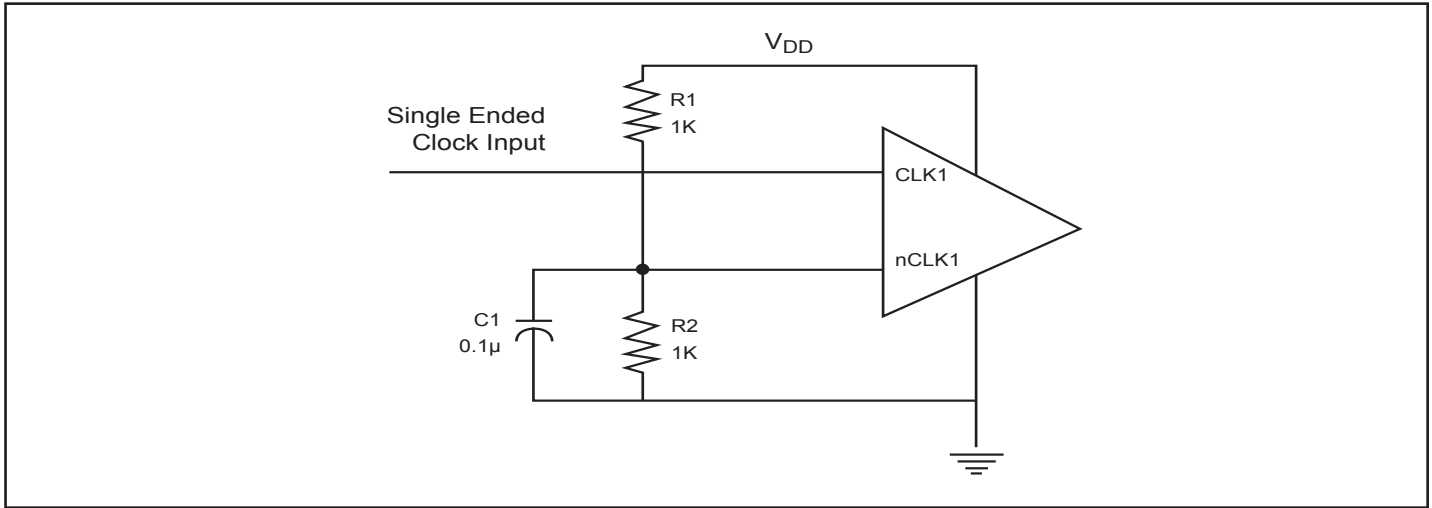 VDD
R1
1K
Single Ended
Clock Input
CLK1
nCLK1
C1
0.1µ
R2
1K